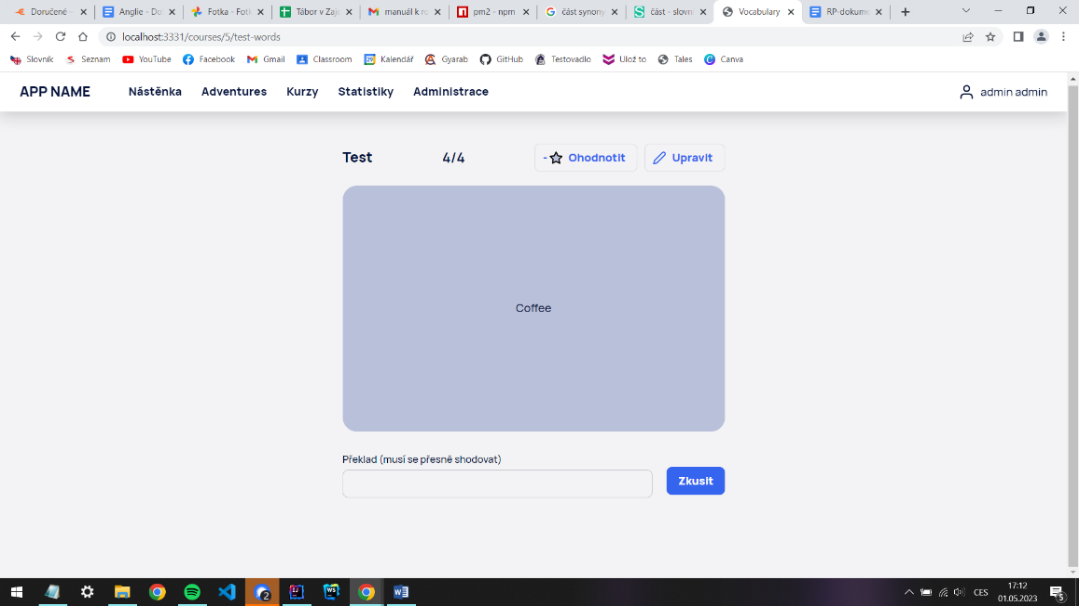 Doručené -
Anglie - Do
Fotka - Fotk
Tábor v Zaje
manuál k ro
pm2 - npm
část synony
část - slovn
Vocabulary
RP-dokume
localhost:3331/courses/5/test-words
Slovník Seznam YouTube Facebook Gmail Classroom Kalendář Gyarab GitHub Testovadlo Ulož to Tales Canva
APP NAME Nástěnka Adventures Kurzy Statistiky Administrace admin admin
Test 4/4 - Ohodnotit Upravit
Coffee
Překlad (musí se přesně shodovat)
Zkusit
CES
17:12
01.05.2023